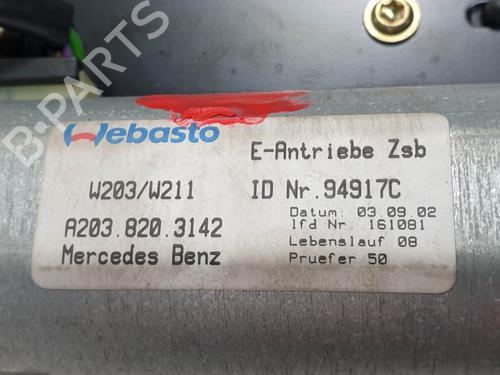 Webasto
E-Antriebe Zsb
W203/W211
ID Nr.94917C
A203.820.3142
Datum: 03.09.02
lfd Nr. 161081
Mercedes Benz
Lebenslauf 08
Pruefer 50
B-PARTS